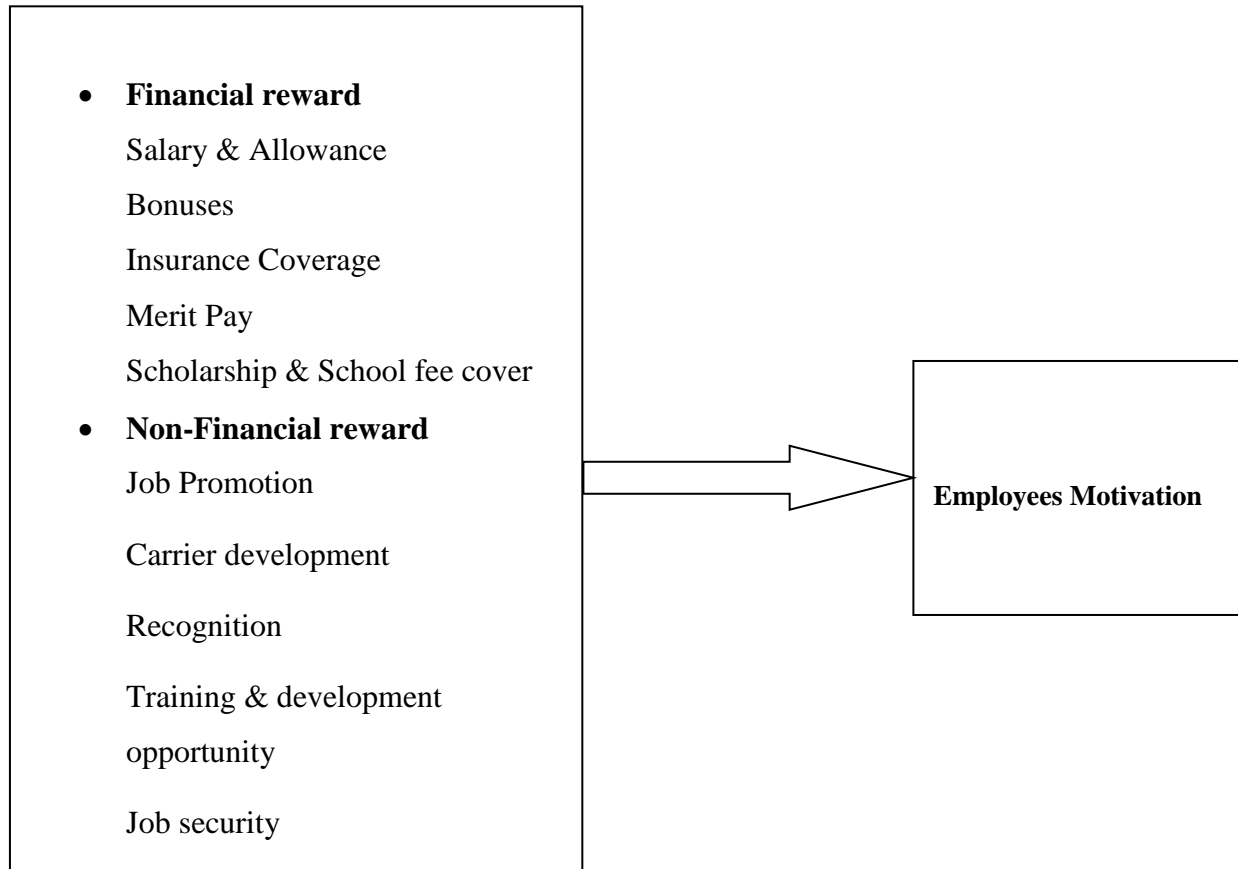 • Financial reward
Salary & Allowance
Bonuses
Insurance Coverage
Merit Pay
Scholarship & School fee cover
• Non-Financial reward
Job Promotion
Carrier development
Recognition
Training & development
opportunity
Job security
Employees Motivation